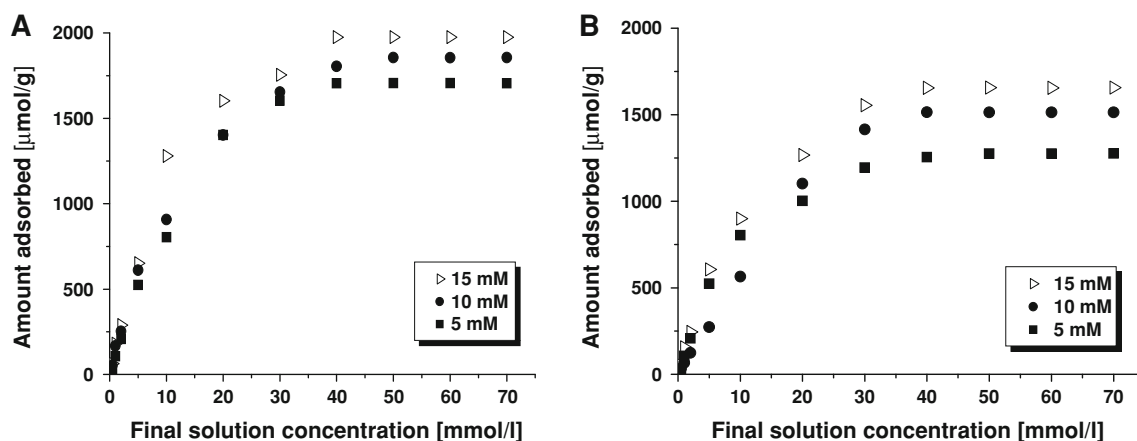 A
Amount adsorbed [μmol/g]
2000
1500
1000
500
0
0 10 20 30 40 50 60 70
Final solution concentration [mmol/l]
15 mM
10 mM
5 mM
B
Amount adsorbed [μmol/g]
2000
1500
1000
500
0
0 10 20 30 40 50 60 70
Final solution concentration [mmol/l]
15 mM
10 mM
5 mM